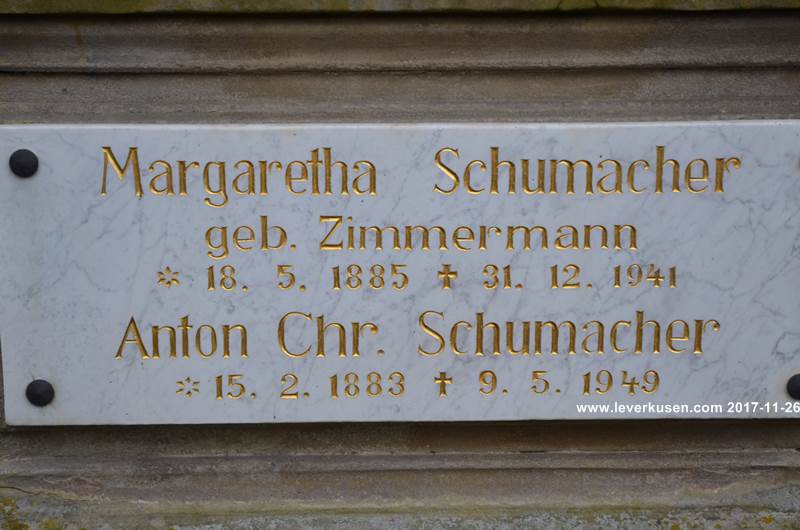 Margaretha Schumacher
geb. Zimmermann
* 18. 5. 1885 ✝ 31. 12. 1941
Anton Chr. Schumacher
* 15. 2. 1883 ✝ 9. 5. 1949
www.leverkusen.com 2017-11-26